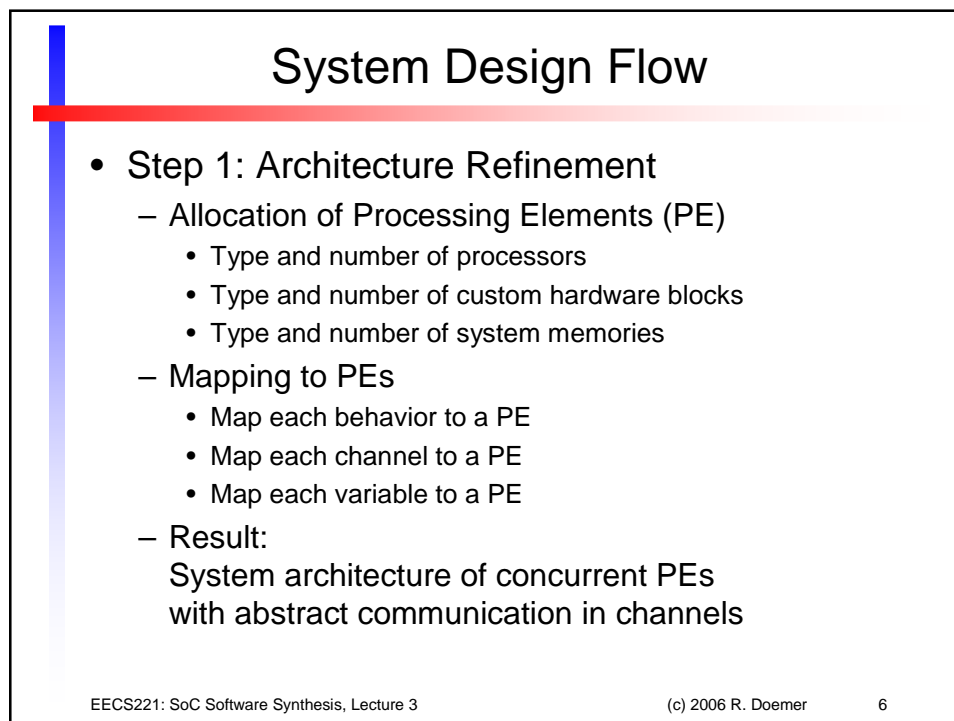 System Design Flow
• Step 1: Architecture Refinement
– Allocation of Processing Elements (PE)
• Type and number of processors
• Type and number of custom hardware blocks
• Type and number of system memories
– Mapping to PEs
• Map each behavior to a PE
• Map each channel to a PE
• Map each variable to a PE
– Result:
System architecture of concurrent PEs
with abstract communication in channels
EECS221: SoC Software Synthesis, Lecture 3 (c) 2006 R. Doemer 6